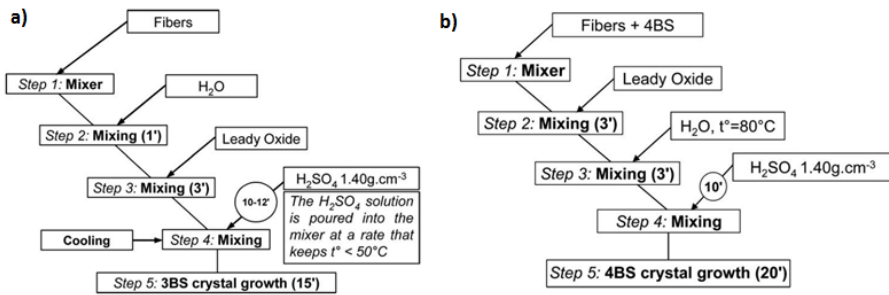 a)
Fibers
Step 1: Mixer
H₂O
Step 2: Mixing (1')
Leady Oxide
Step 3: Mixing (3')
H₂SO₄ 1.40g.cm⁻³
10-12'
The H₂SO₄ solution
is poured into the
mixer at a rate that
keeps t° < 50°C
Cooling
Step 4: Mixing
Step 5: 3BS crystal growth (15')
b)
Fibers + 4BS
Step 1: Mixer
Leady Oxide
Step 2: Mixing (3')
H₂O, t°=80°C
Step 3: Mixing (3')
H₂SO₄ 1.40g.cm⁻³
10'
Step 4: Mixing
Step 5: 4BS crystal growth (20')